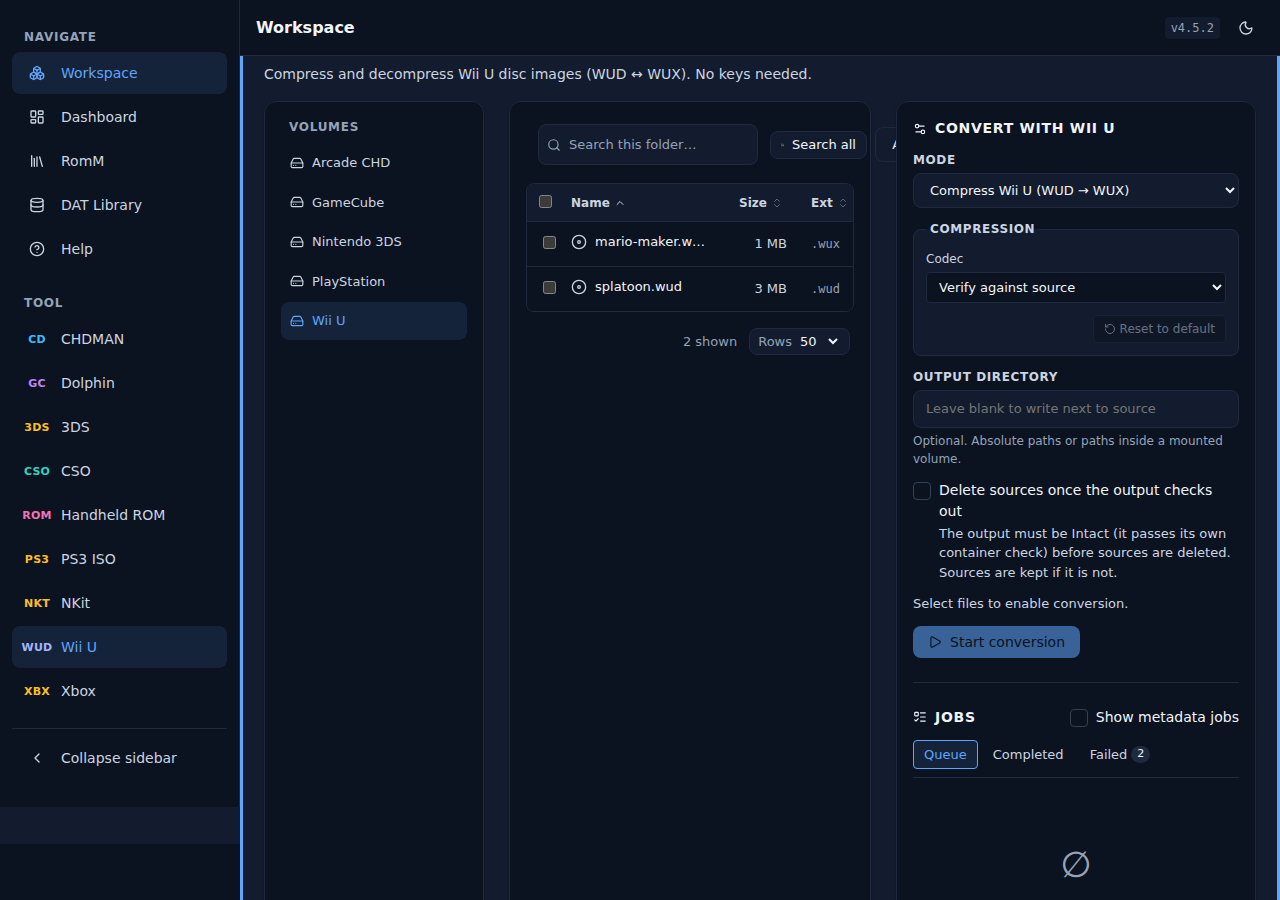 NAVIGATE
Workspace
Dashboard
RomM
DAT Library
Help
TOOL
CD CHDMAN
GC Dolphin
3DS 3DS
CSO CSO
ROM Handheld ROM
PS3 PS3 ISO
NKT NKit
WUD Wii U
XBX Xbox
Collapse sidebar
Workspace
v4.5.2
Compress and decompress Wii U disc images (WUD ↔ WUX). No keys needed.
VOLUMES
Arcade CHD
GameCube
Nintendo 3DS
PlayStation
Wii U
Search this folder…
Search all
Name Size Ext
mario-maker.w… 1 MB .wux
splatoon.wud 3 MB .wud
2 shown Rows 50
CONVERT WITH WII U
MODE
Compress Wii U (WUD → WUX)
COMPRESSION
Codec
Verify against source
Reset to default
OUTPUT DIRECTORY
Leave blank to write next to source
Optional. Absolute paths or paths inside a mounted
volume.
Delete sources once the output checks
out
The output must be Intact (it passes its own
container check) before sources are deleted.
Sources are kept if it is not.
Select files to enable conversion.
Start conversion
JOBS
Show metadata jobs
Queue Completed Failed 2